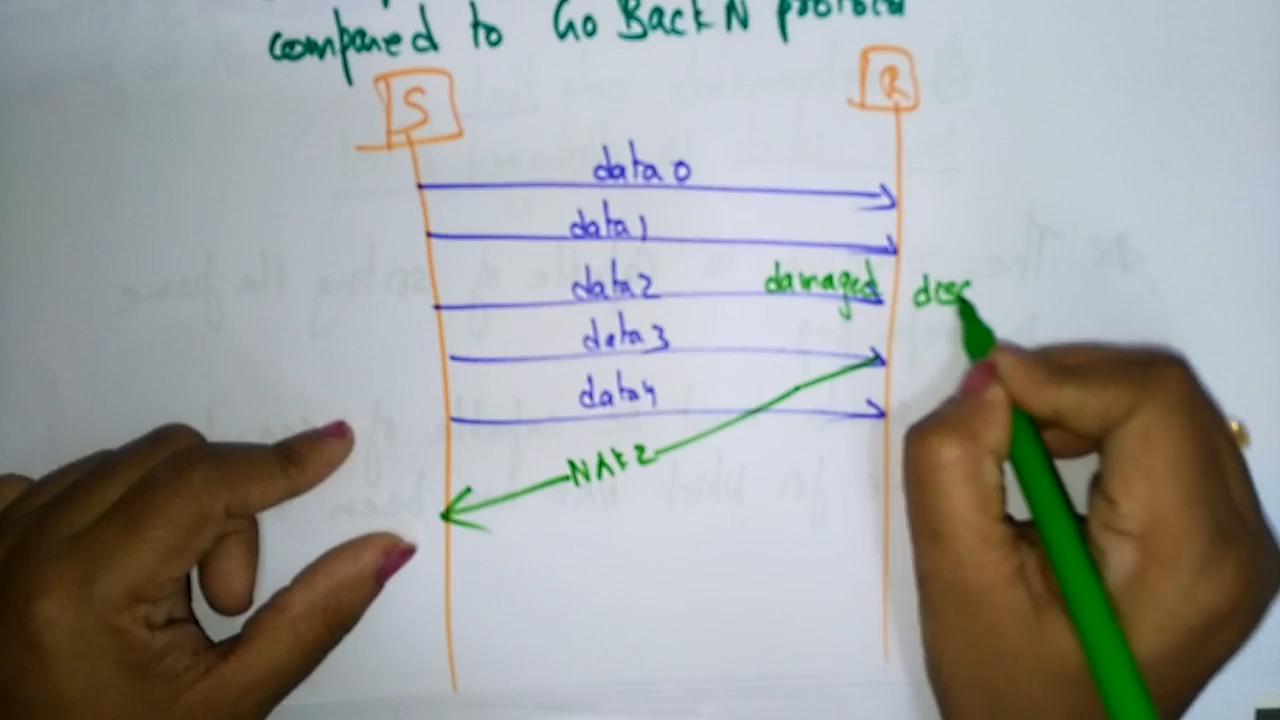 compared to Go Back N protocol
S
R
data 0
data 1
data 2 damaged
data 3
data 4
NAK 2